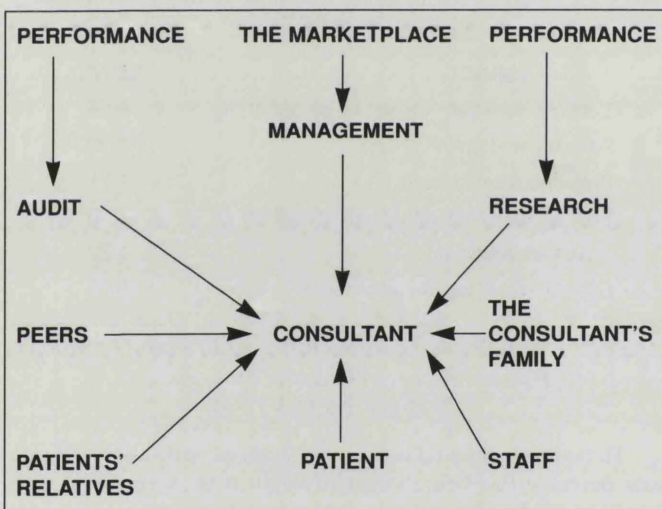 PERFORMANCE THE MARKETPLACE PERFORMANCE
MANAGEMENT
AUDIT RESEARCH
PEERS CONSULTANT THE
CONSULTANT'S
FAMILY
PATIENTS'
RELATIVES
PATIENT STAFF